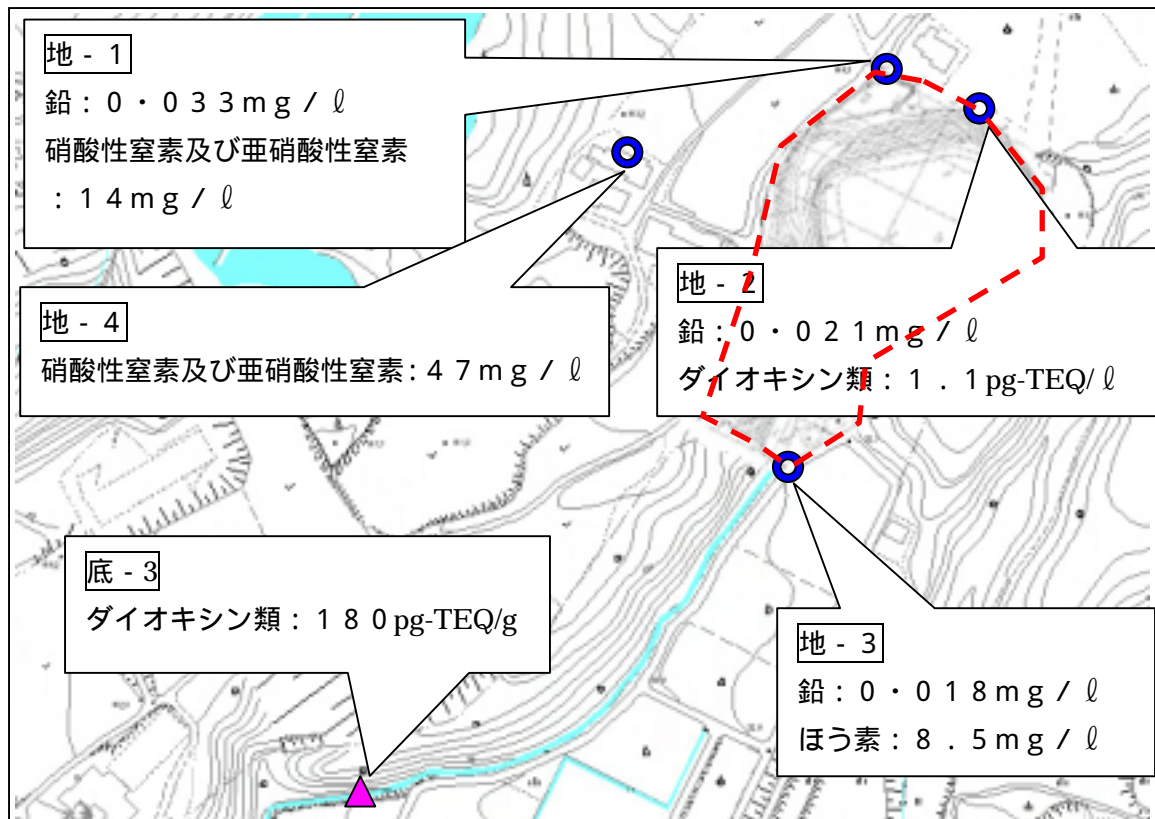 地 - 1
鉛：０・０３３ｍｇ／ℓ
硝酸性窒素及び亜硝酸性窒素
：１４ｍｇ／ℓ
地 - 4
硝酸性窒素及び亜硝酸性窒素：４７ｍｇ／ℓ
地 - 2
鉛：０・０２１ｍｇ／ℓ
ダイオキシン類：１．１pg-TEQ/ℓ
底 - 3
ダイオキシン類：１８０pg-TEQ/g
地 - 3
鉛：０・０１８ｍｇ／ℓ
ほう素：８．５ｍｇ／ℓ